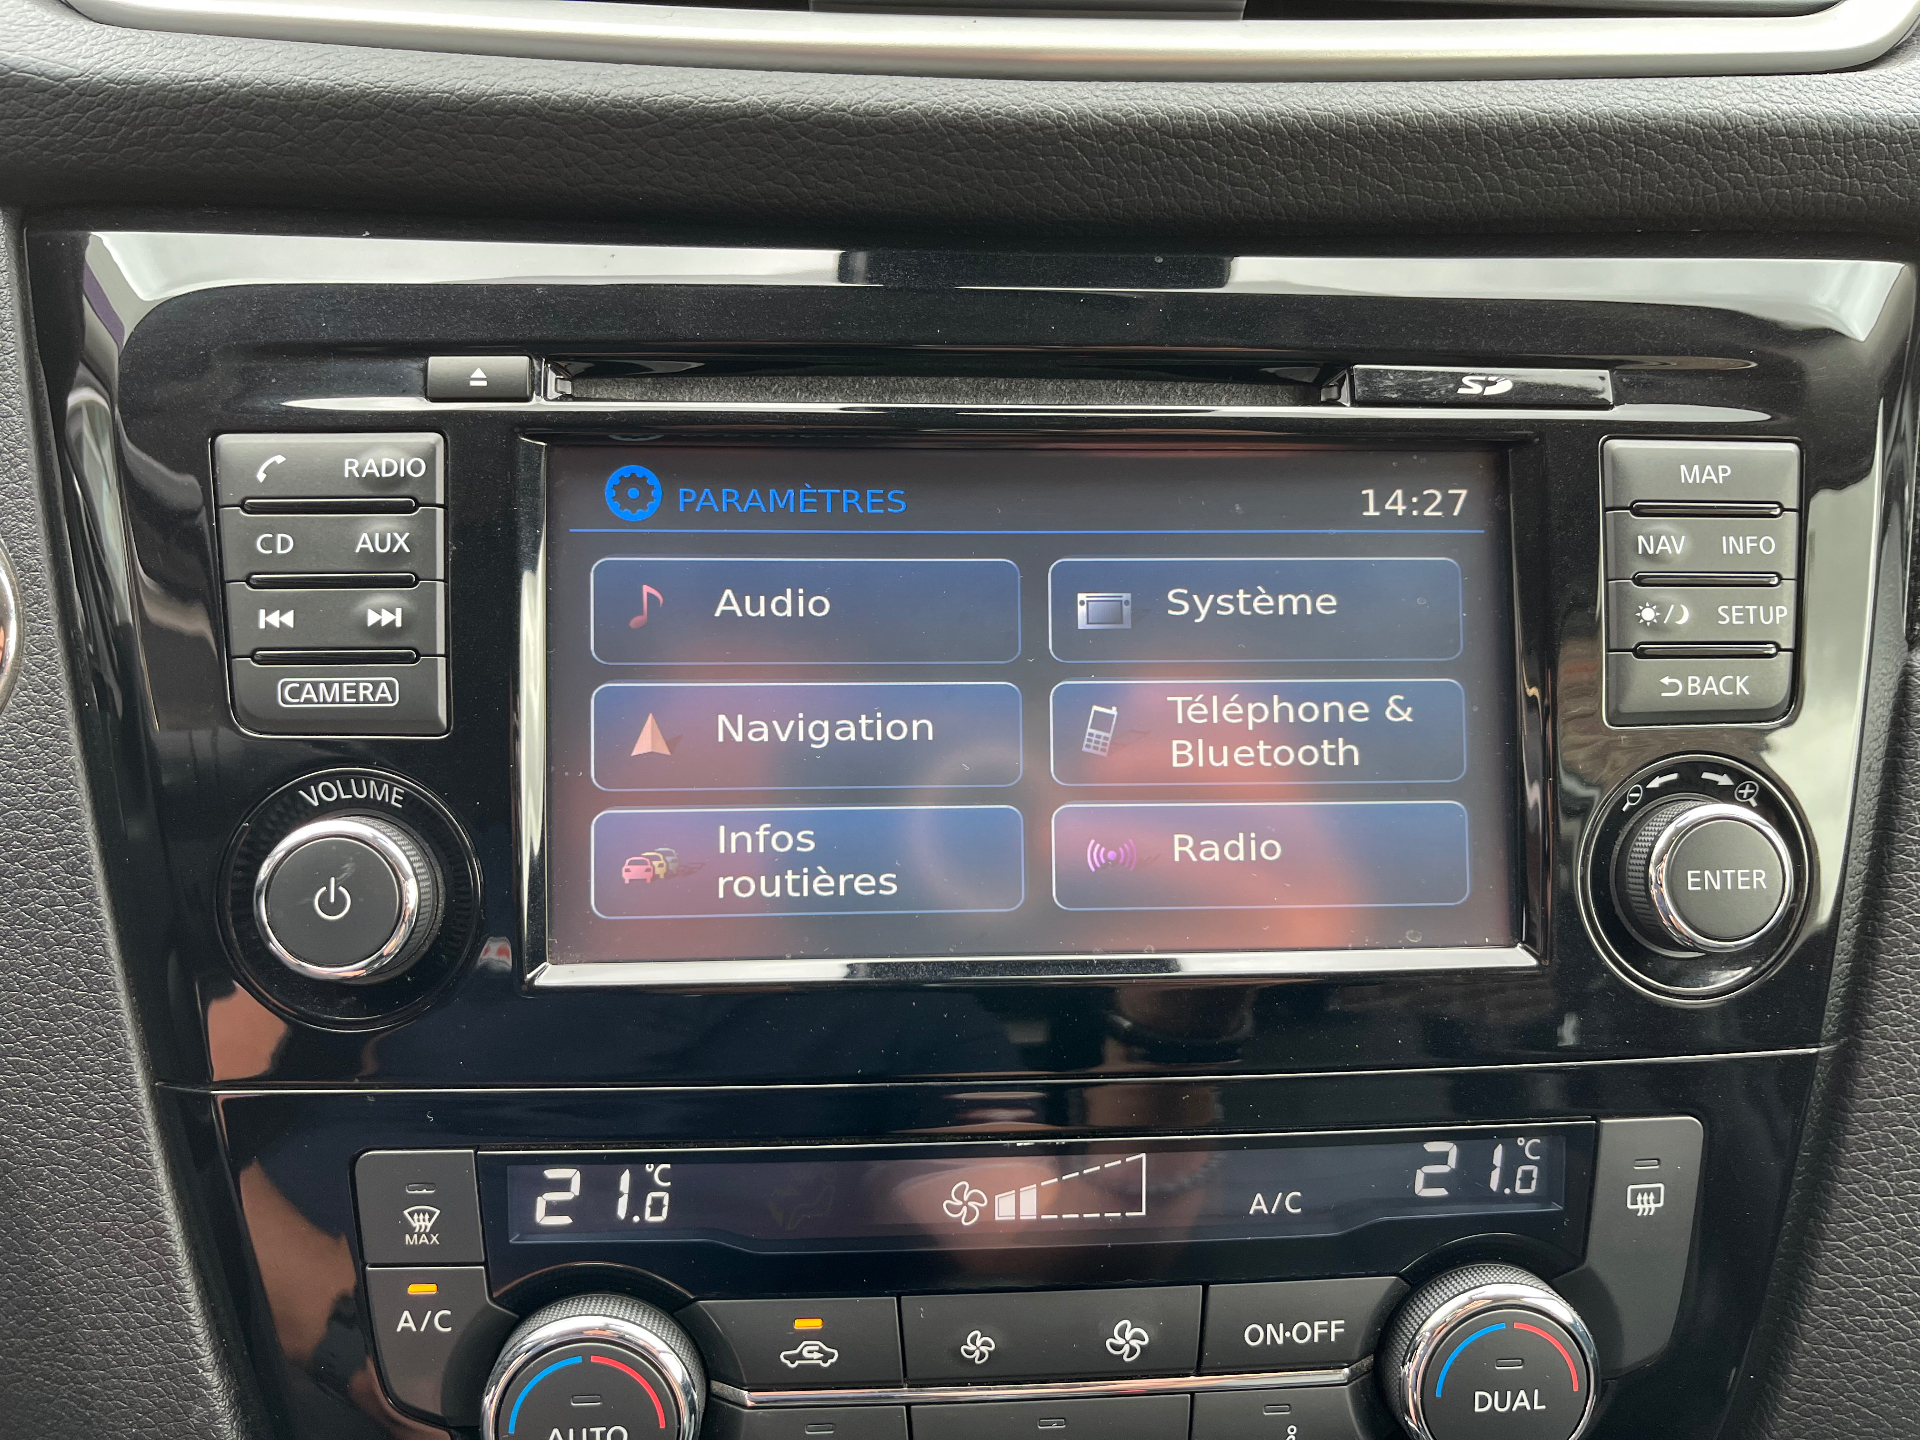 SD
RADIO
CD AUX
CAMERA
VOLUME
PARAMÈTRES 14:27
Audio
Système
Navigation
Téléphone &
Bluetooth
Infos
routières
Radio
MAP
NAV INFO
SETUP
BACK
ENTER
21.0°C
A/C
21.0°C
MAX
A/C
AUTO
ON·OFF
DUAL